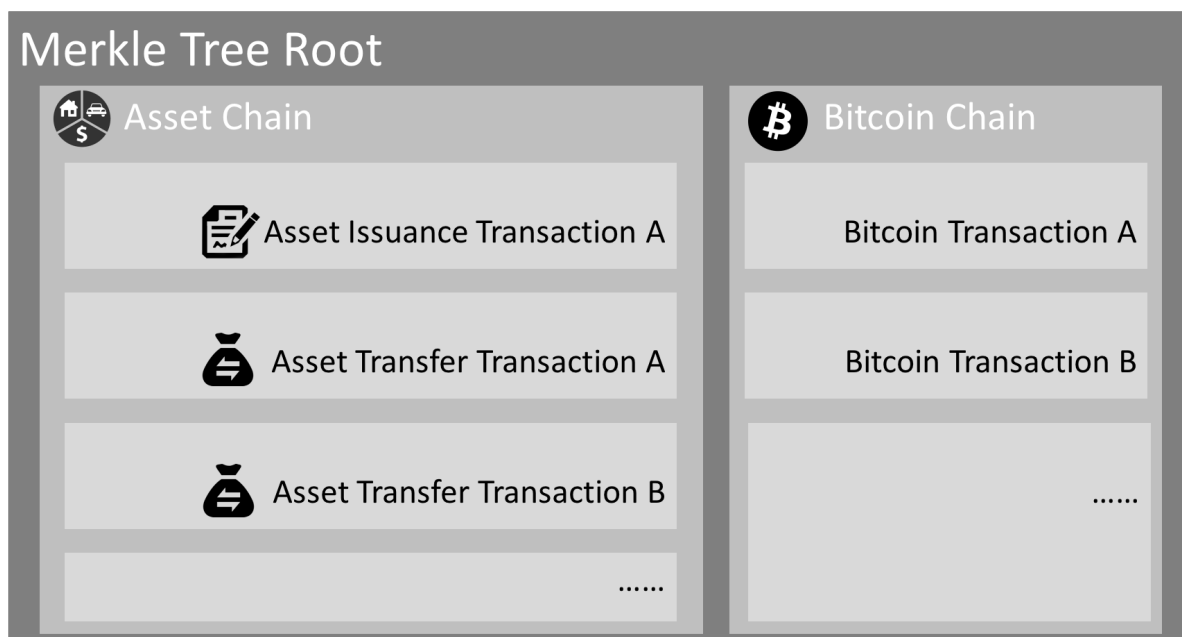 Merkle Tree Root
Asset Chain
Asset Issuance Transaction A
Asset Transfer Transaction A
Asset Transfer Transaction B
......
Bitcoin Chain
Bitcoin Transaction A
Bitcoin Transaction B
......